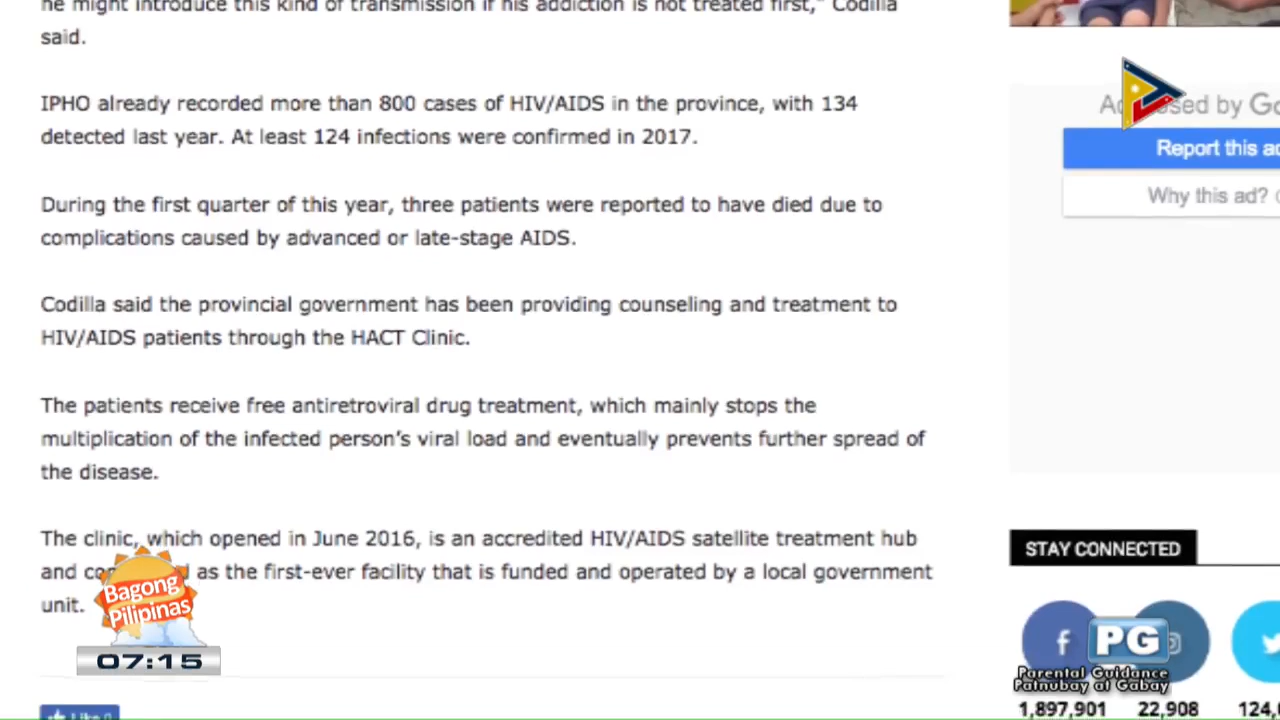 he might introduce this kind of transmission if his addiction is not treated first," Codilla
said.
IPHO already recorded more than 800 cases of HIV/AIDS in the province, with 134
detected last year. At least 124 infections were confirmed in 2017.
During the first quarter of this year, three patients were reported to have died due to
complications caused by advanced or late-stage AIDS.
Codilla said the provincial government has been providing counseling and treatment to
HIV/AIDS patients through the HACT Clinic.
The patients receive free antiretroviral drug treatment, which mainly stops the
multiplication of the infected person's viral load and eventually prevents further spread of
the disease.
The clinic, which opened in June 2016, is an accredited HIV/AIDS satellite treatment hub
and as the first-ever facility that is funded and operated by a local government
unit.
Like 0
by
Report this
Why this ad?
STAY CONNECTED
1,897,901 22,908 124,
Bagong
Pilipinas
07:15
PG
Parental Guidance
Patnubay at Gabay